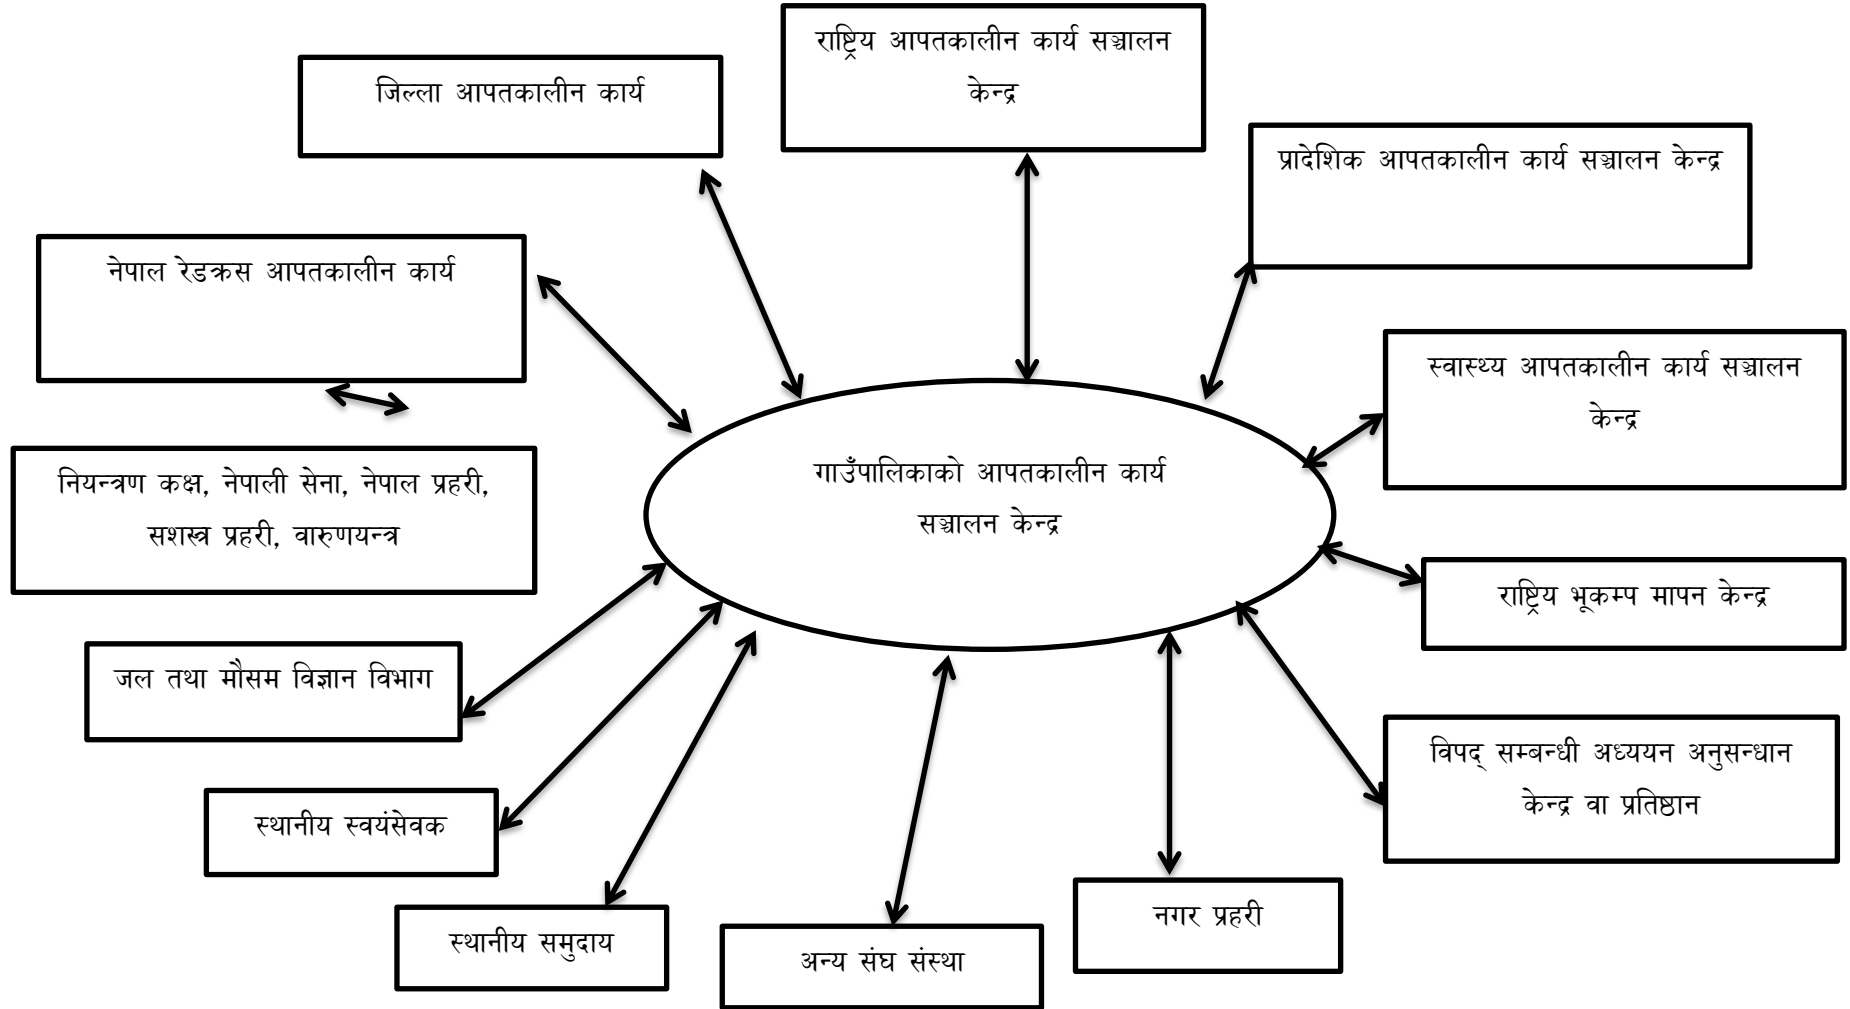 राष्ट्रिय आपतकालीन कार्य सञ्चालन
केन्द्र
जिल्ला आपतकालीन कार्य
प्रादेशिक आपतकालीन कार्य सञ्चालन केन्द्र
नेपाल रेडक्रस आपतकालीन कार्य
स्वास्थ्य आपतकालीन कार्य सञ्चालन
केन्द्र
गाउँपालिकाको आपतकालीन कार्य
सञ्चालन केन्द्र
नियन्त्रण कक्ष, नेपाली सेना, नेपाल प्रहरी,
सशस्त्र प्रहरी, वारुणयन्त्र
राष्ट्रिय भूकम्प मापन केन्द्र
जल तथा मौसम विज्ञान विभाग
विपद् सम्बन्धी अध्ययन अनुसन्धान
केन्द्र वा प्रतिष्ठान
स्थानीय स्वयंसेवक
स्थानीय समुदाय
अन्य संघ संस्था
नगर प्रहरी